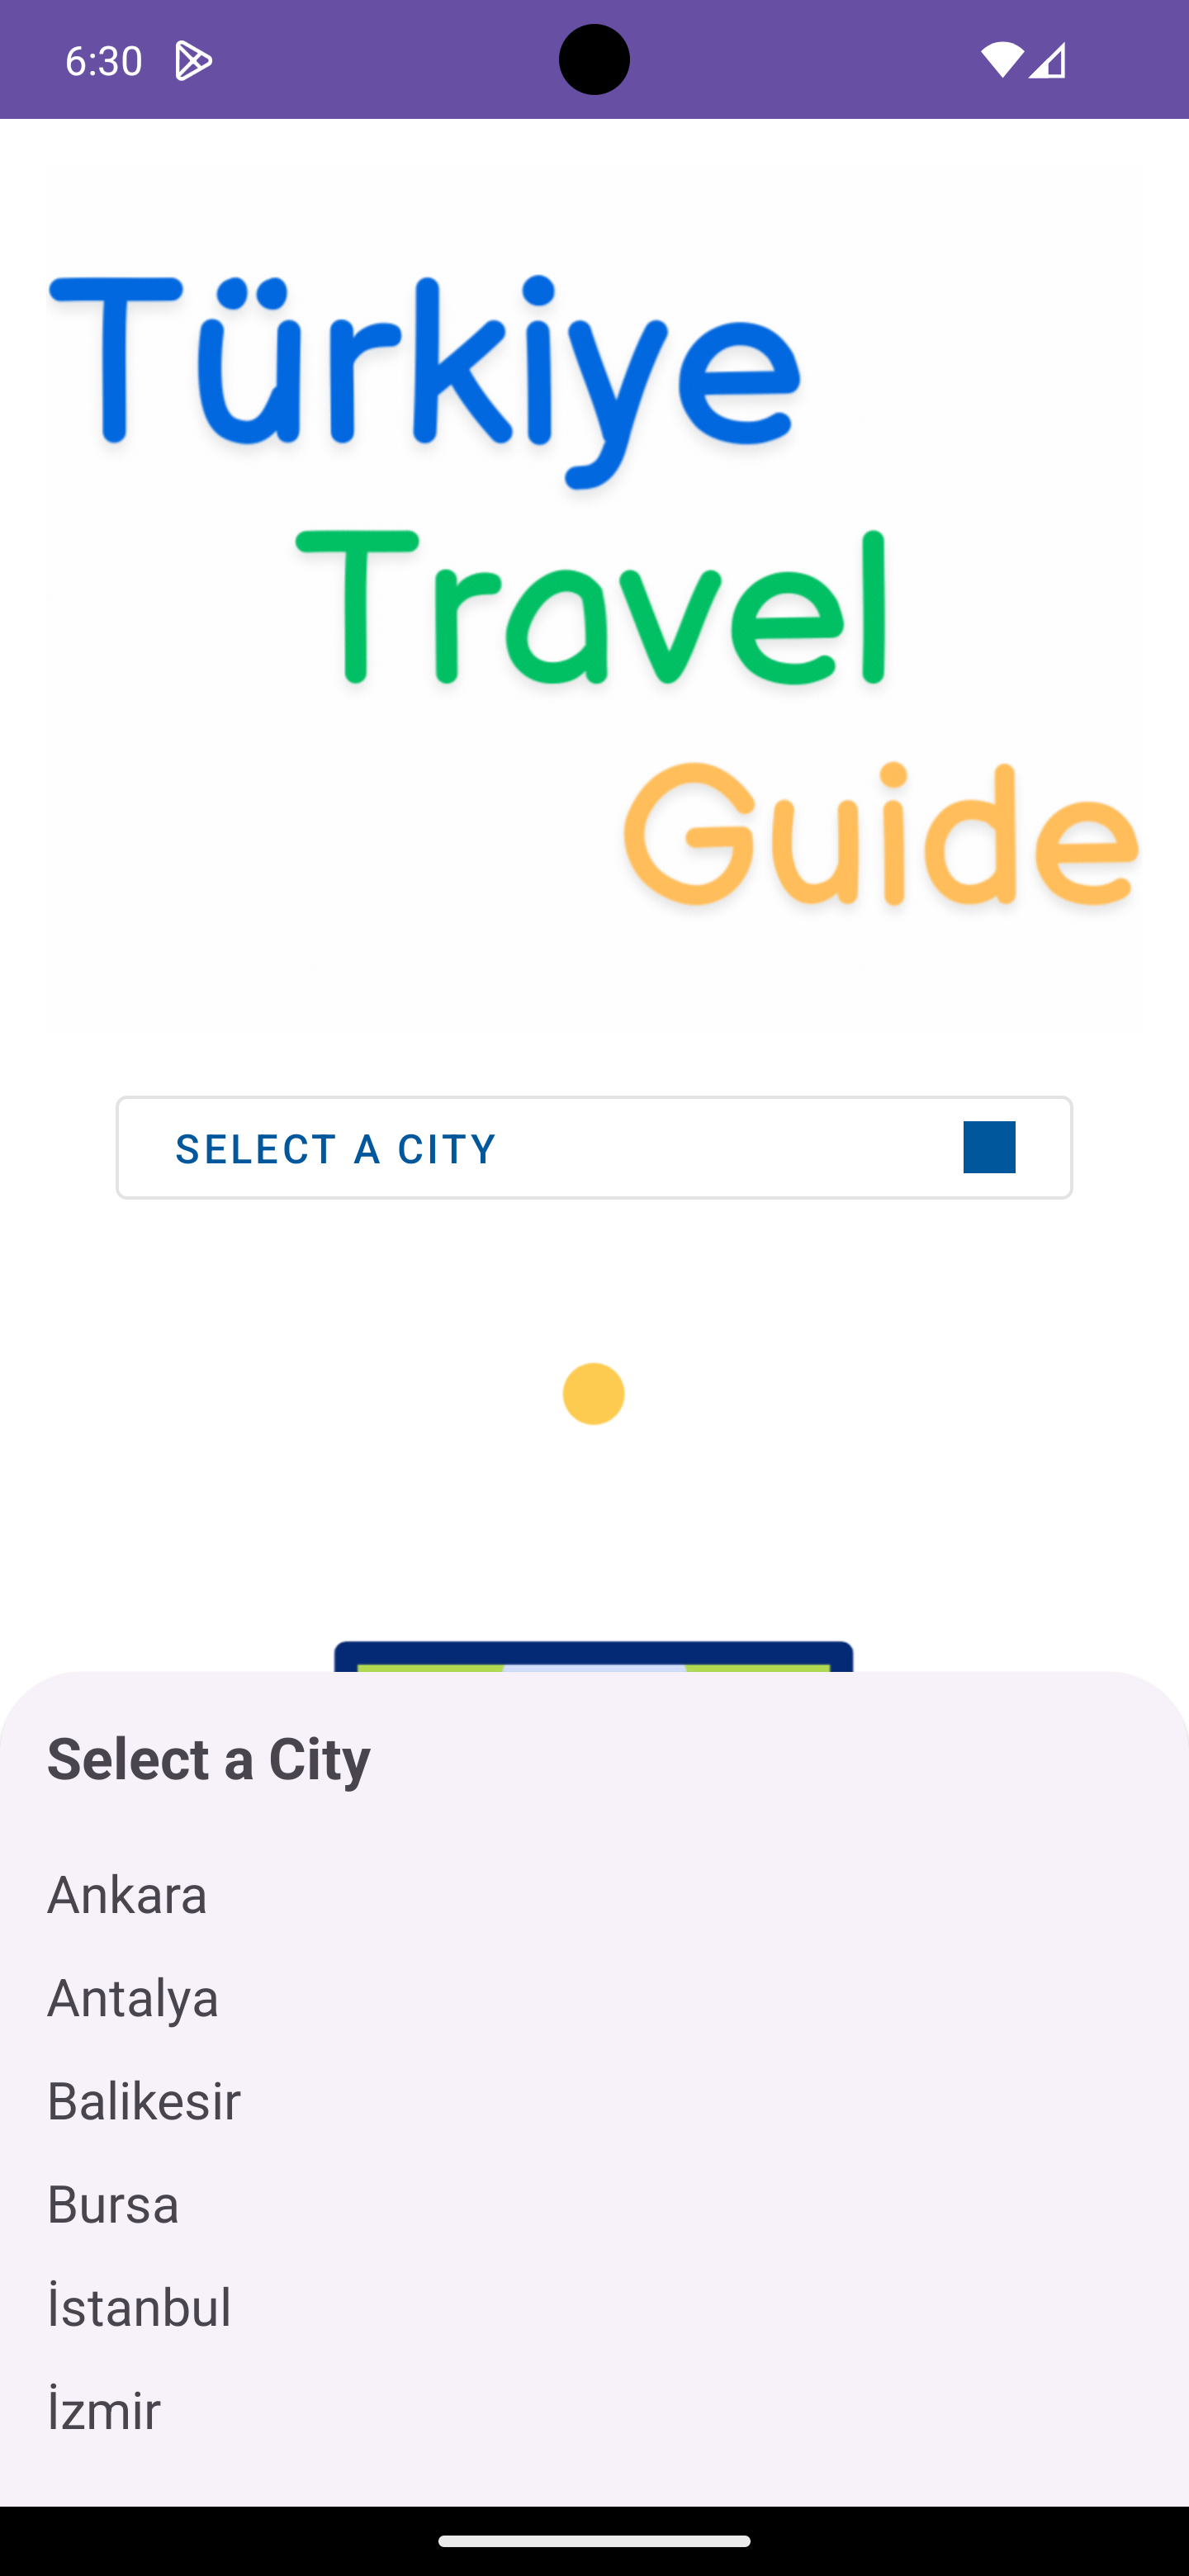 6:30
Türkiye
Travel
Guide
SELECT A CITY
Select a City
Ankara
Antalya
Balikesir
Bursa
İstanbul
İzmir